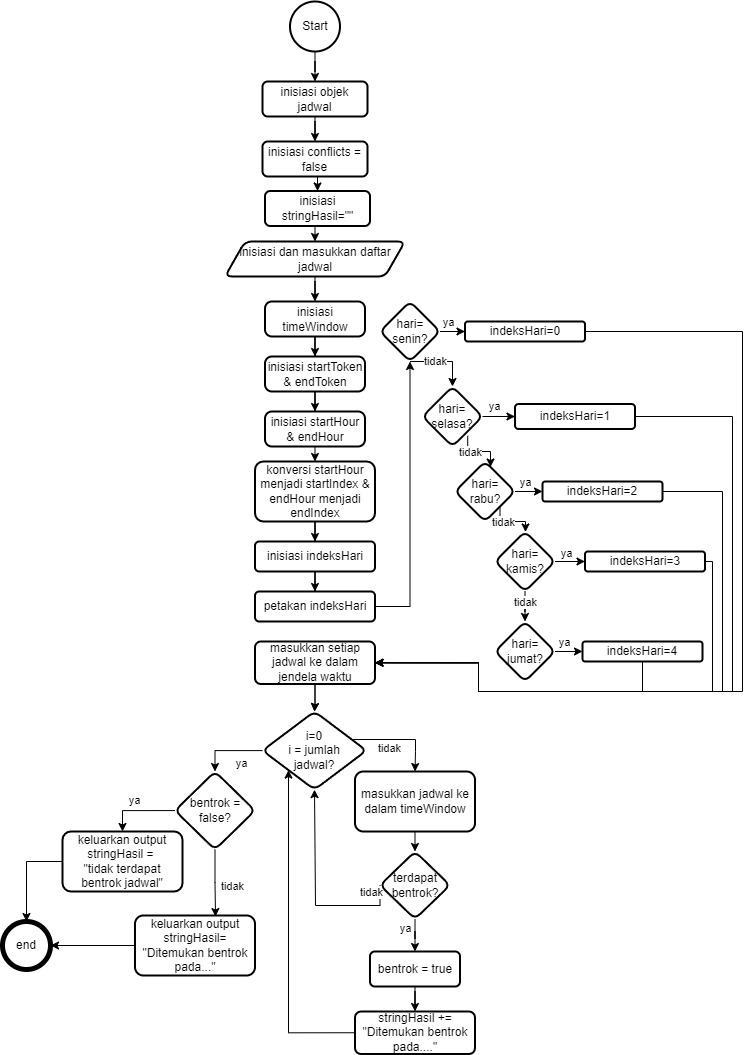 Start
inisiasi objek
jadwal
inisiasi conflicts =
false
inisiasi
stringHasil=""
inisiasi dan masukkan daftar
jadwal
inisiasi
timeWindow
inisiasi startToken
& endToken
inisiasi startHour
& endHour
konversi startHour
menjadi startIndex &
endHour menjadi
endIndex
inisiasi indeksHari
petakan indeksHari
hari=
senin?
ya
indeksHari=0
tidak
hari=
selasa?
ya
indeksHari=1
tidak
hari=
rabu?
ya
indeksHari=2
tidak
hari=
kamis?
ya
indeksHari=3
tidak
hari=
jumat?
ya
indeksHari=4
masukkan setiap
jadwal ke dalam
jendela waktu
i=0
i = jumlah
jadwal?
ya
tidak
bentrok =
false?
ya
keluarkan output
stringHasil =
"tidak terdapat
bentrok jadwal"
tidak
keluarkan output
stringHasil=
"Ditemukan bentrok
pada..."
end
masukkan jadwal ke
dalam timeWindow
terdapat
bentrok?
tidak
ya
bentrok = true
stringHasil +=
"Ditemukan bentrok
pada...."